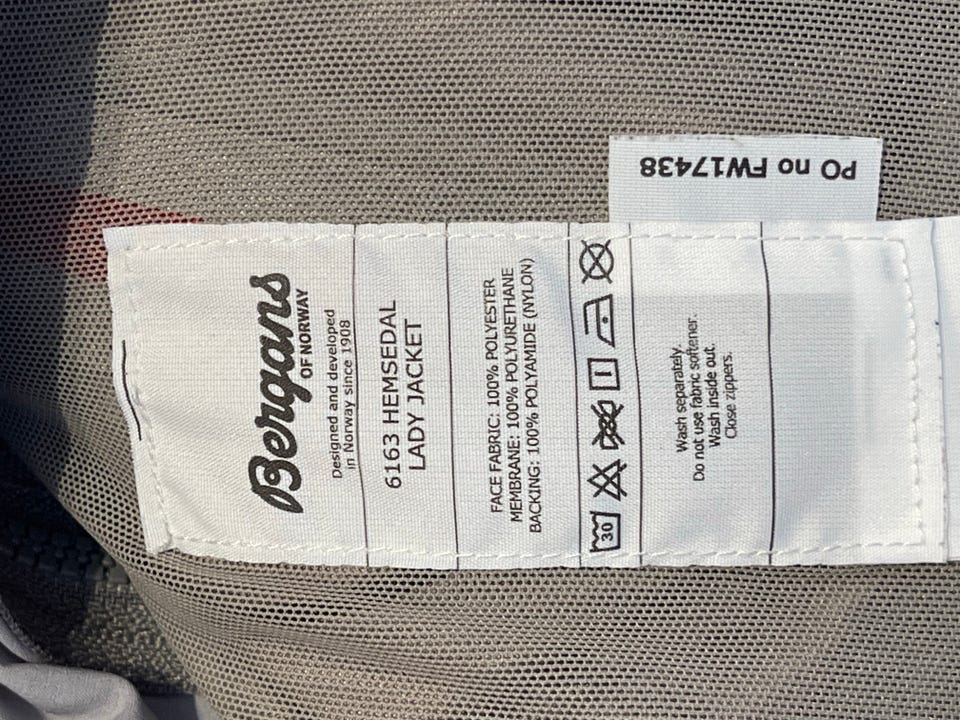 Bergans
OF NORWAY
Designed and developed
in Norway since 1908
6163 HEMSEDAL
LADY JACKET
FACE FABRIC: 100% POLYESTER
MEMBRANE: 100% POLYURETHANE
BACKING: 100% POLYAMIDE (NYLON)
30
Wash separately.
Do not use fabric softener.
Wash inside out.
Close zippers.
PO no FW17438